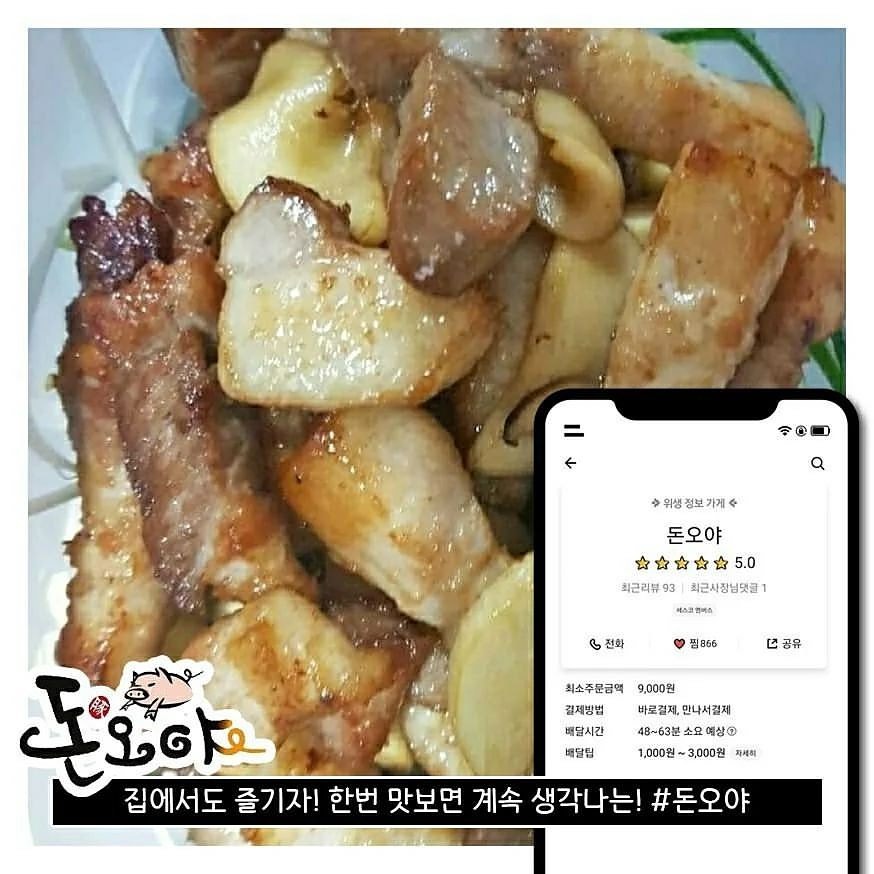 위생 정보 가게
돈오야
5.0
최근리뷰 93 | 최근사장님댓글 1
세스코 멤버스
전화
찜866
공유
최소주문금액 9,000원
결제방법 바로결제, 만나서결제
배달시간 48~63분 소요 예상 ?
배달팁 1,000원 ~ 3,000원 자세히
돈오야
집에서도 즐기자! 한번 맛보면 계속 생각나는! #돈오야